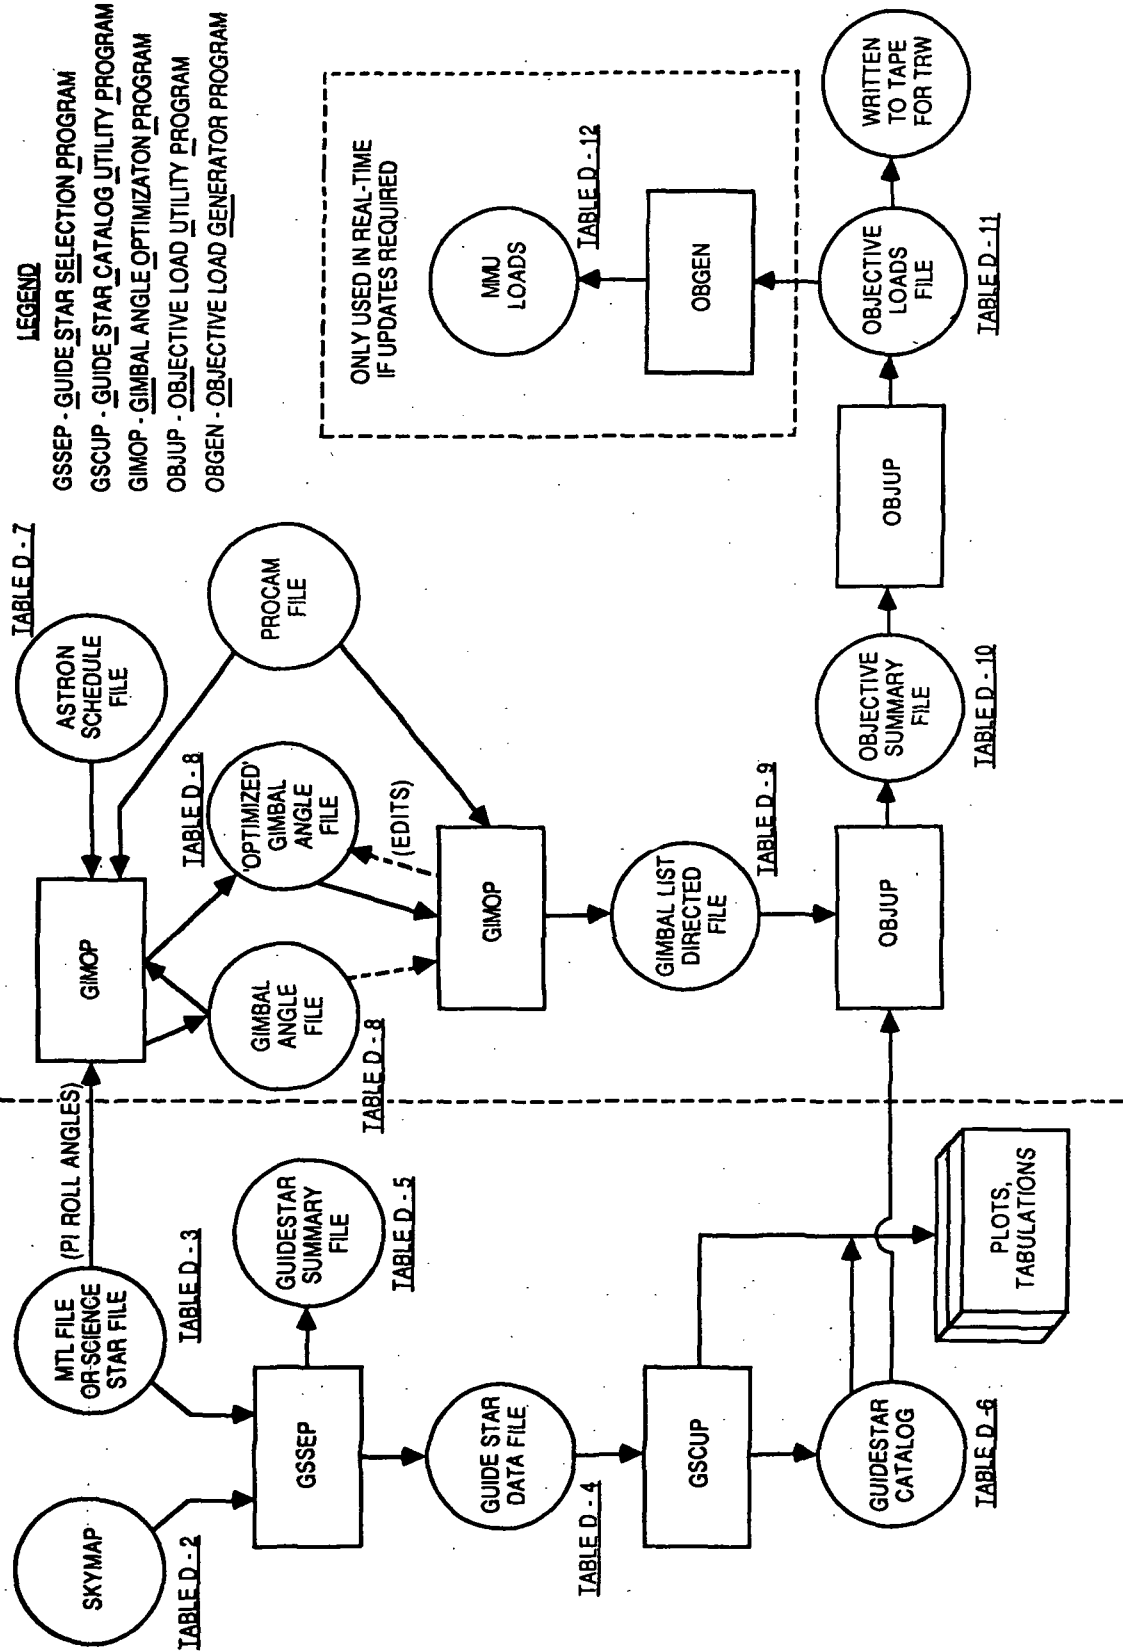 LEGEND
GSSEP - GUIDE STAR SELECTION PROGRAM
GSCUP - GUIDE STAR CATALOG UTILITY PROGRAM
GIMOP - GIMBAL ANGLE OPTIMIZATON PROGRAM
OBJUP - OBJECTIVE LOAD UTILITY PROGRAM
OBGEN - OBJECTIVE LOAD GENERATOR PROGRAM
SKYMAP
TABLE D - 2
MTL FILE
OR-SCIENCE
STAR FILE
TABLE D - 3
(PI ROLL ANGLES)
GIMOP
ASTRON
SCHEDULE
FILE
TABLE D - 7
GSSEP
GUIDESTAR
SUMMARY
FILE
TABLE D - 5
GIMBAL
ANGLE
FILE
TABLE D - 8
'OPTIMIZED'
GIMBAL
ANGLE
FILE
TABLE D - 8
PROCAM
FILE
(EDITS)
GUIDE STAR
DATA FILE
TABLE D - 4
GIMOP
ONLY USED IN REAL-TIME
IF UPDATES REQUIRED
MMU
LOADS
TABLE D - 12
OBGEN
GSCUP
GIMBAL LIST
DIRECTED
FILE
TABLE D - 9
GUIDESTAR
CATALOG
TABLE D -6
PLOTS,
TABULATIONS
OBJUP
OBJECTIVE
SUMMARY
FILE
TABLE D - 10
OBJUP
OBJECTIVE
LOADS
FILE
TABLE D - 11
WRITTEN
TO TAPE
FOR TRW